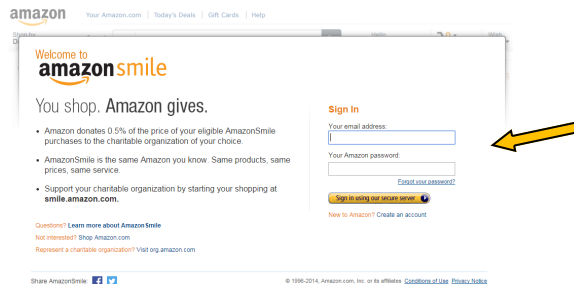 amazon Your Amazon.com | Today's Deals | Gift Cards | Help
Shop by Hello Wish
Welcome to
amazonsmile
You shop. Amazon gives.
• Amazon donates 0.5% of the price of your eligible AmazonSmile
purchases to the charitable organization of your choice.
• AmazonSmile is the same Amazon you know. Same products, same
prices, same service.
• Support your charitable organization by starting your shopping at
smile.amazon.com.
Questions? Learn more about AmazonSmile
Not interested? Shop Amazon.com
Represent a charitable organization? Visit org.amazon.com
Sign In
Your email address:
Your Amazon password:
Forgot your password?
Sign in using our secure server
New to Amazon? Create an account
Share AmazonSmile: f
© 1996-2014, Amazon.com, Inc. or its affiliates. Conditions of Use Privacy Notice